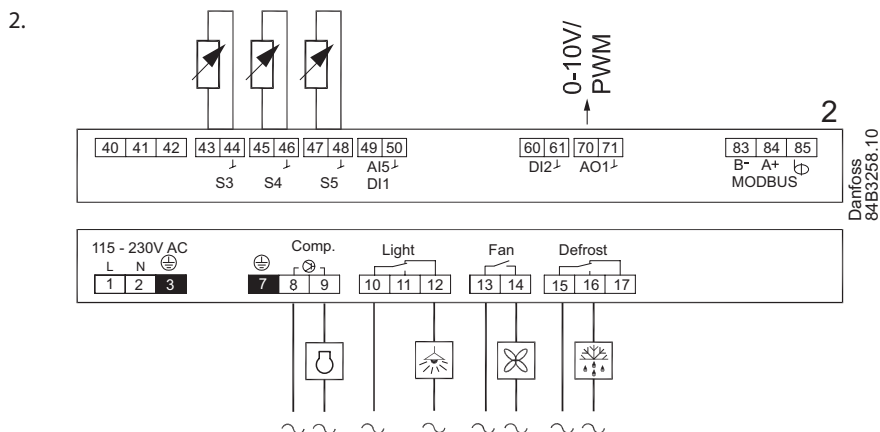 2.
0-10V/
PWM
2
40 41 42 43 44 45 46 47 48 49 50 60 61 70 71 83 84 85
S3 S4 S5 AI5 DI2 AO1 B- A+
DI1 MODBUS
Danfoss
84B3258.10
115 - 230V AC Comp. Light Fan Defrost
L N
1 2 3 7 8 9 10 11 12 13 14 15 16 17